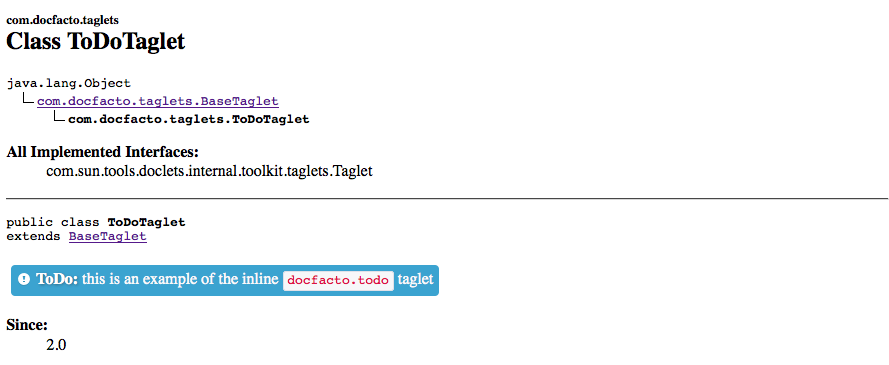 com.docfacto.taglets
Class ToDoTaglet
java.lang.Object
com.docfacto.taglets.BaseTaglet
com.docfacto.taglets.ToDoTaglet
All Implemented Interfaces:
com.sun.tools.doclets.internal.toolkit.taglets.Taglet
public class ToDoTaglet
extends BaseTaglet
ToDo: this is an example of the inline docfacto.todo taglet
Since:
2.0